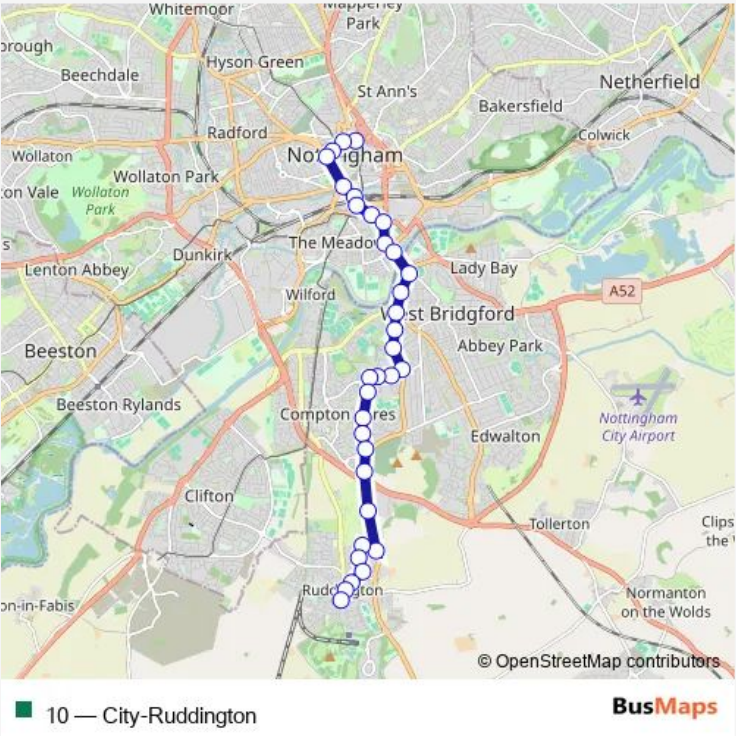 Whitemoor
Mapperley
Park
orough
Hyson Green
Beechdale
Netherfield
St Ann's
Bakersfield
Radford
Colwick
Wollaton
Nottingham
Wollaton Park
ton Vale
Wollaton
Park
s
The Meado
Dunkirk
Lenton Abbey
Lady Bay
Wilford
A52
West Bridgford
Beeston
Abbey Park
Beeston Rylands
Compton Acres
Nottingham
City Airport
Edwalton
Clifton
Tollerton
Clips
the
Ruddington
Normanton
on the Wolds
on-in-Fabis
© OpenStreetMap contributors
10 — City-Ruddington
BusMaps